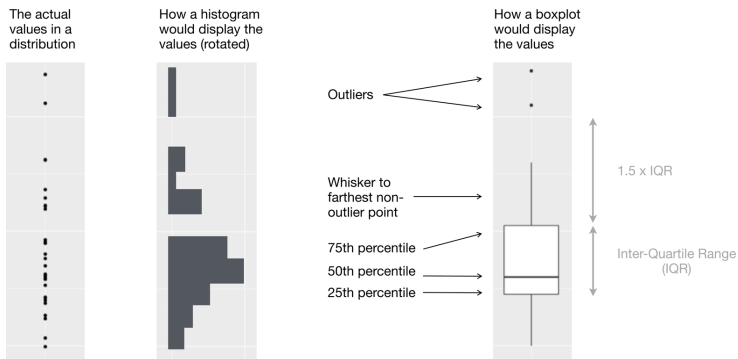 The actual
values in a
distribution
How a histogram
would display the
values (rotated)
How a boxplot
would display
the values
Outliers
1.5 x IQR
Whisker to
farthest non-
outlier point
75th percentile
50th percentile
25th percentile
Inter-Quartile Range
(IQR)